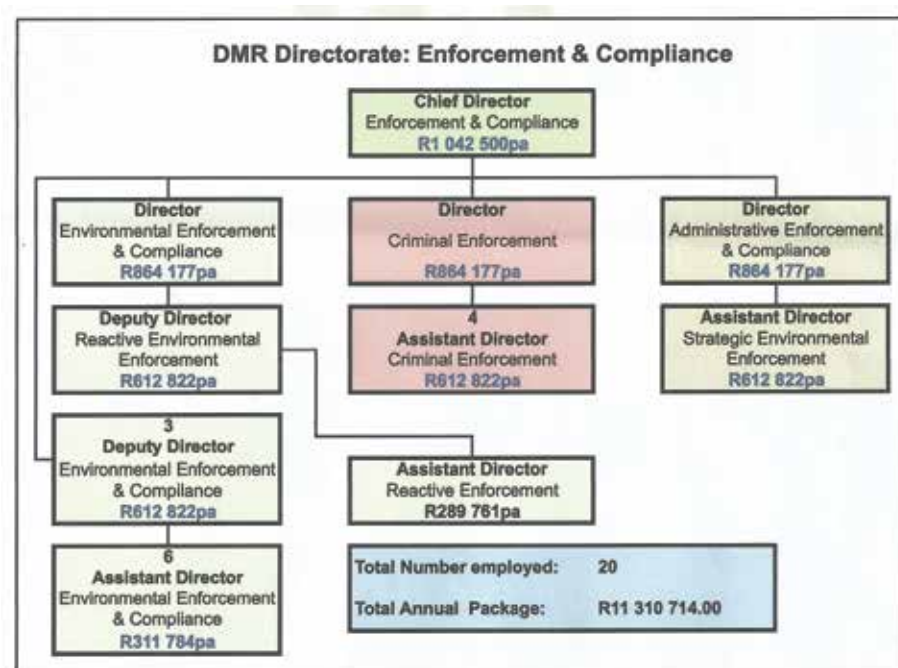 DMR Directorate: Enforcement & Compliance
Chief Director
Enforcement & Compliance
R1 042 500pa
Director
Environmental Enforcement
& Compliance
R864 177pa
Director
Criminal Enforcement
R864 177pa
Director
Administrative Enforcement
& Compliance
R864 177pa
Deputy Director
Reactive Environmental
Enforcement
R612 822pa
4
Assistant Director
Criminal Enforcement
R612 822pa
Assistant Director
Strategic Environmental
Enforcement
R612 822pa
3
Deputy Director
Environmental Enforcement
& Compliance
R612 822pa
Assistant Director
Reactive Enforcement
R289 761pa
6
Assistant Director
Environmental Enforcement
& Compliance
R311 784pa
Total Number employed: 20
Total Annual Package: R11 310 714.00